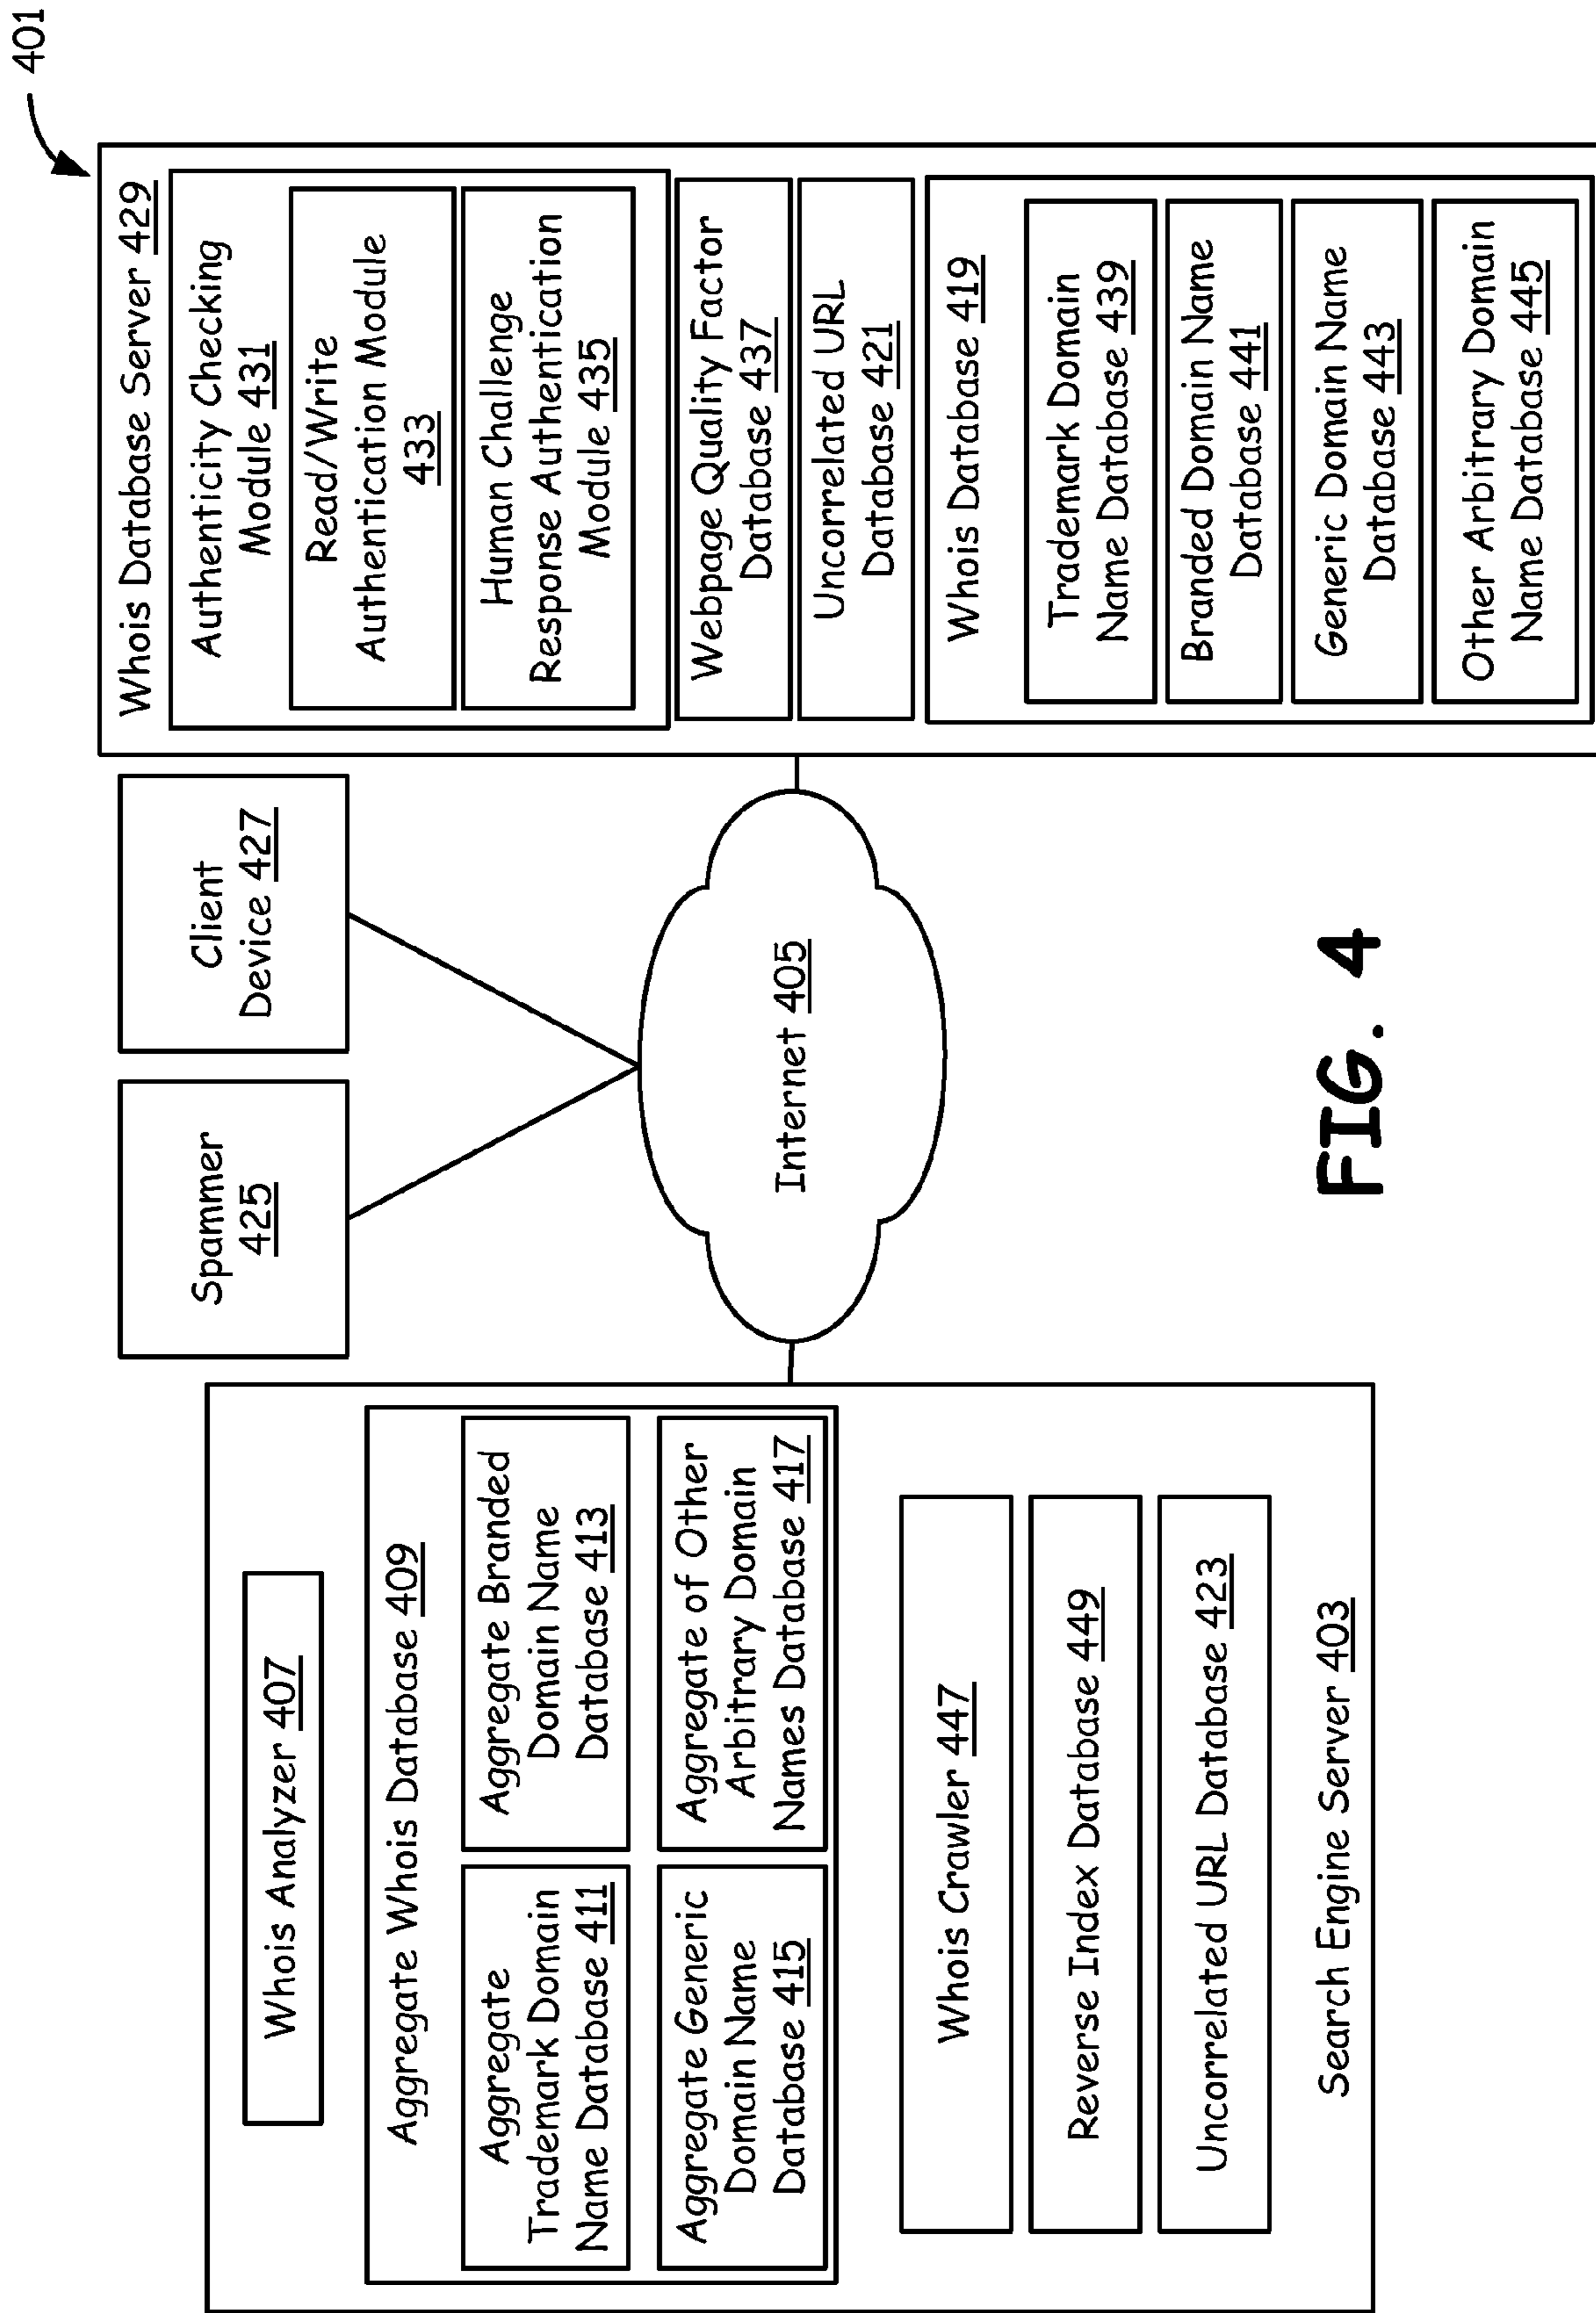 401
Whois Analyzer 407
Aggregate Whois Database 409
Aggregate
Trademark Domain
Name Database 411
Aggregate Branded
Domain Name
Database 413
Aggregate Generic
Domain Name
Database 415
Aggregate of Other
Arbitrary Domain
Names Database 417
Whois Crawler 447
Reverse Index Database 449
Uncorrelated URL Database 423
Search Engine Server 403
Spammer
425
Client
Device 427
Internet 405
Whois Database Server 429
Authenticity Checking
Module 431
Read/Write
Authentication Module
433
Human Challenge
Response Authentication
Module 435
Webpage Quality Factor
Database 437
Uncorrelated URL
Database 421
Whois Database 419
Trademark Domain
Name Database 439
Branded Domain Name
Database 441
Generic Domain Name
Database 443
Other Arbitrary Domain
Name Database 445
FIG. 4